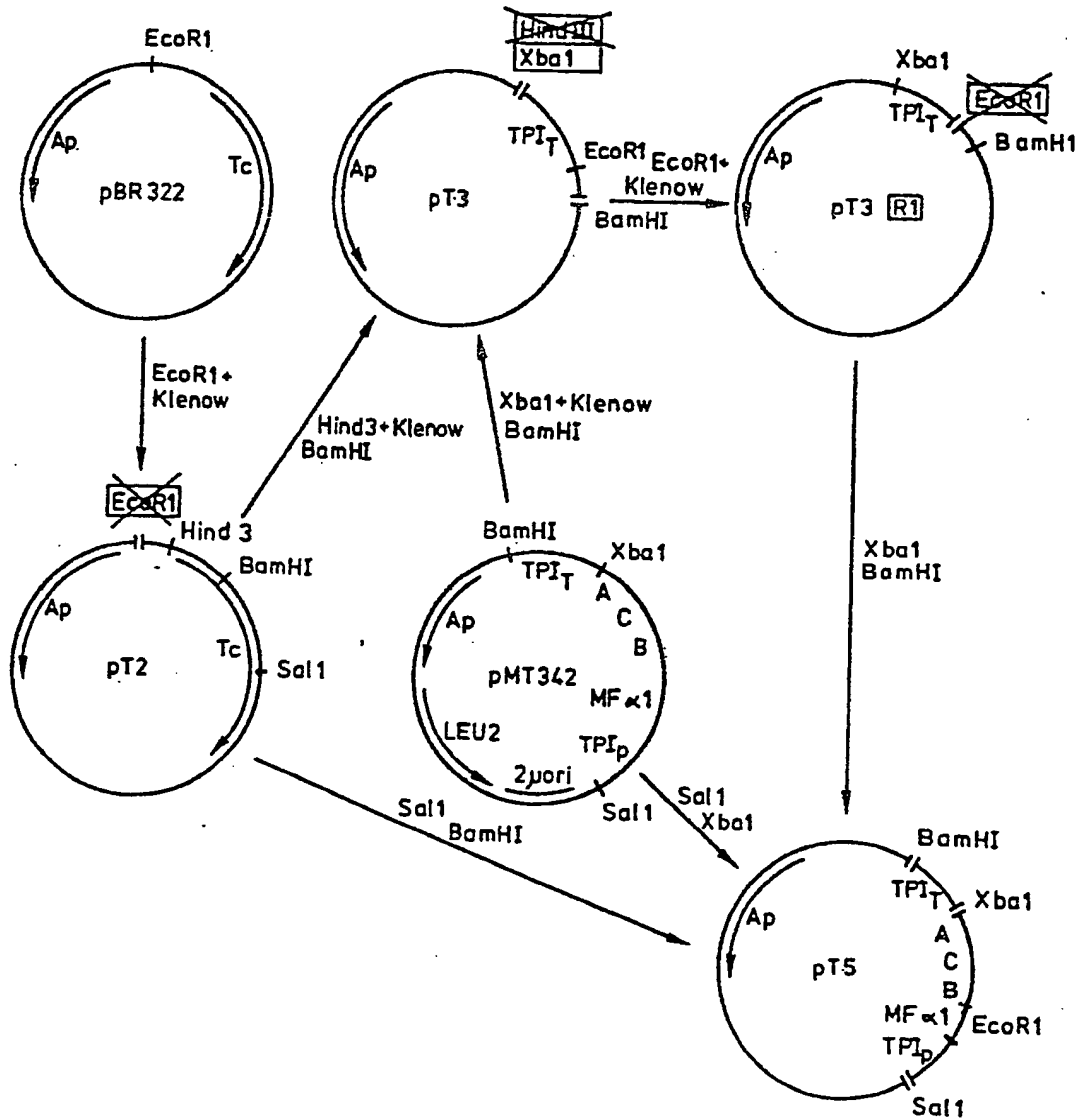 EcoR1
Ap
Tc
pBR322
Hind III
Xba1
TPIT
Ap
pT3
EcoR1
BamHI
EcoR1+
Klenow
Xba1
EcoR1
TPIT
BamH1
Ap
pT3 R1
EcoR1+
Klenow
Hind3+Klenow
BamHI
Xba1+Klenow
BamHI
Xba1
BamHI
EcoR1
Hind 3
BamHI
Ap
Tc
Sal1
pT2
BamHI
TPIT
Xba1
A
C
B
Ap
pMT342
MFα1
LEU2
TPIp
2μori
Sal1
Sal1
BamHI
Sal1
Xba1
BamHI
TPIT
Xba1
Ap
A
C
B
pT5
MFα1
EcoR1
TPIp
Sal1